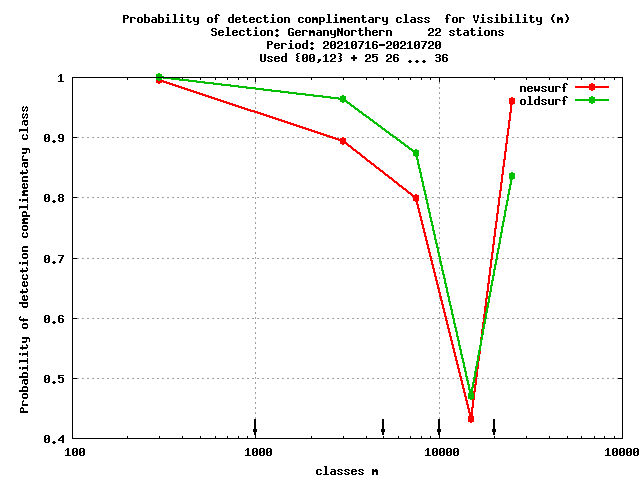 Probability of detection complimentary class  for Visibility (m)
Selection: GermanyNorthern     22 stations
Period: 20210716-20210720
Used {00,12} + 25 26 ... 36
newsurf
oldsurf
Probability of detection complimentary class
1
0.9
0.8
0.7
0.6
0.5
0.4
100
1000
10000
10000
classes m